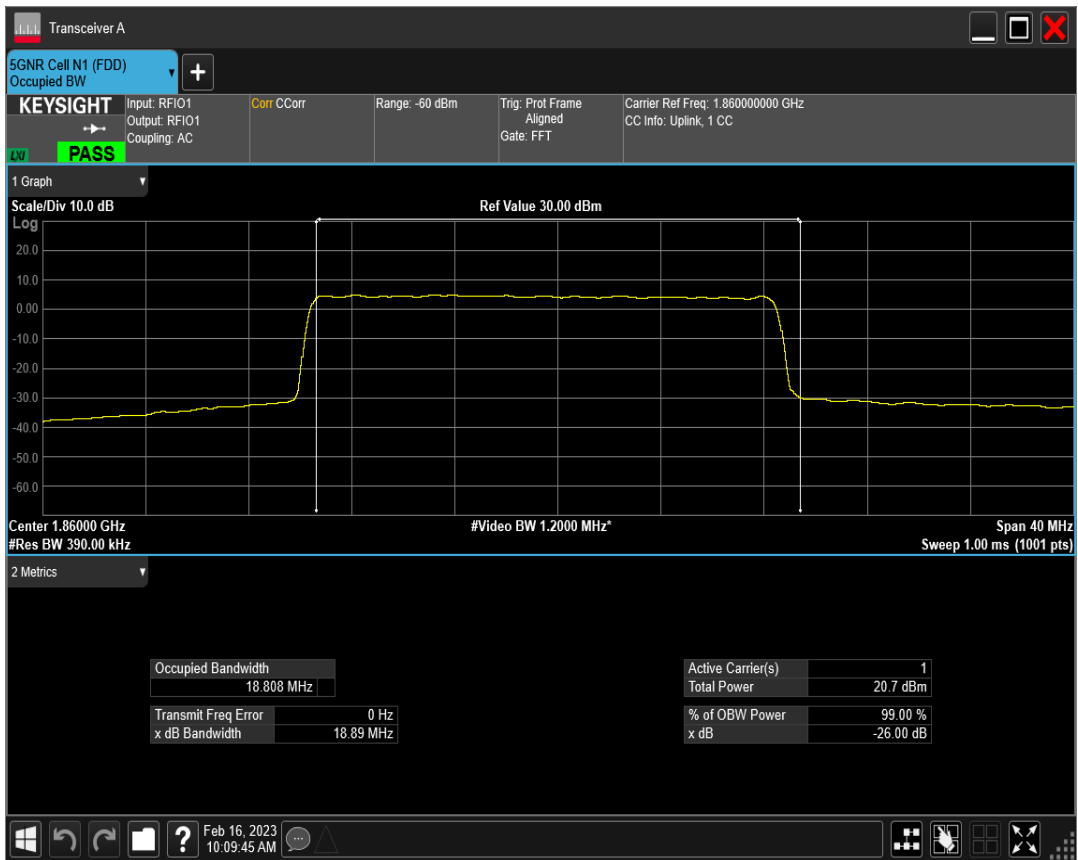 Transceiver A
5GNR Cell N1 (FDD)
Occupied BW
+
KEYSIGHT
LXI
PASS
Input: RFIO1
Output: RFIO1
Coupling: AC
Corr CCorr
Range: -60 dBm
Trig: Prot Frame
Aligned
Gate: FFT
Carrier Ref Freq: 1.860000000 GHz
CC Info: Uplink, 1 CC
1 Graph
Scale/Div 10.0 dB
Ref Value 30.00 dBm
Log
20.0
10.0
0.00
-10.0
-20.0
-30.0
-40.0
-50.0
-60.0
Center 1.86000 GHz
#Video BW 1.2000 MHz*
Span 40 MHz
#Res BW 390.00 kHz
Sweep 1.00 ms (1001 pts)
2 Metrics
Occupied Bandwidth
18.808 MHz
Transmit Freq Error 0 Hz
x dB Bandwidth 18.89 MHz
Active Carrier(s) 1
Total Power 20.7 dBm
% of OBW Power 99.00 %
x dB -26.00 dB
?
Feb 16, 2023
10:09:45 AM